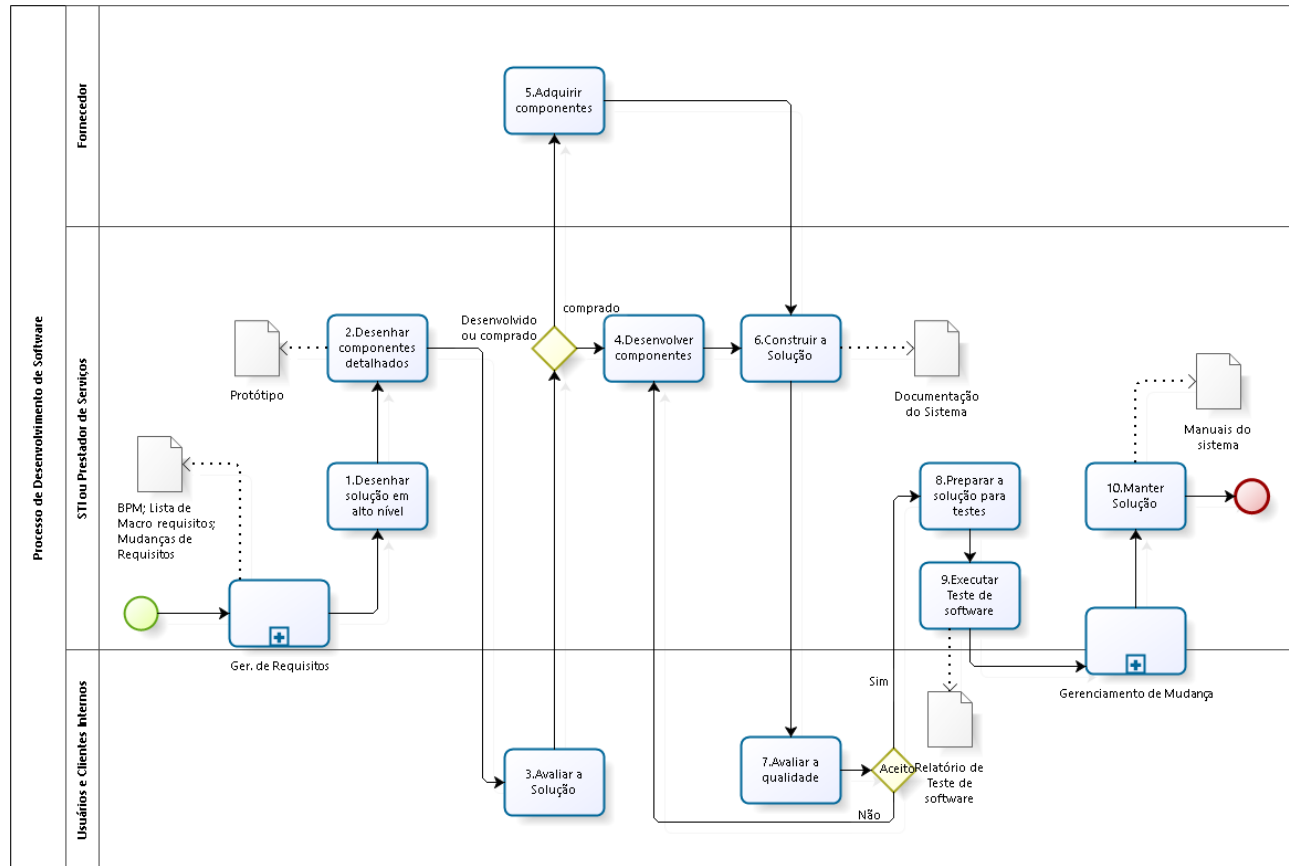 Processo de Desenvolvimento de Software
Fornecedor
5.Adquirir
componentes
STI ou Prestador de Serviços
2.Desenhar
componentes
detalhados
Protótipo
Desenvolvido
ou comprado
comprado
4.Desenvolver
componentes
6.Construir a
Solução
Documentação
do Sistema
Manuais do
sistema
BPM; Lista de
Macro requisitos;
Mudanças de
Requisitos
1.Desenhar
solução em
alto nível
8.Preparar a
solução para
testes
10.Manter
Solução
9.Executar
Teste de
software
Ger. de Requisitos
Gerenciamento de Mudança
Usuários e Clientes Internos
3.Avaliar a
Solução
7.Avaliar a
qualidade
Aceito
Sim
Não
Relatório de
Teste de
software